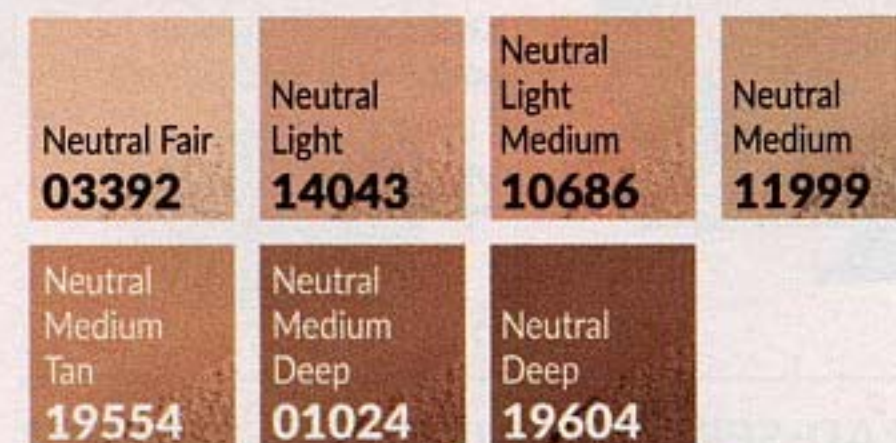 Neutral Fair
03392
Neutral
Light
14043
Neutral
Light
Medium
10686
Neutral
Medium
11999
Neutral
Medium
Tan
19554
Neutral
Medium
Deep
01024
Neutral
Deep
19604